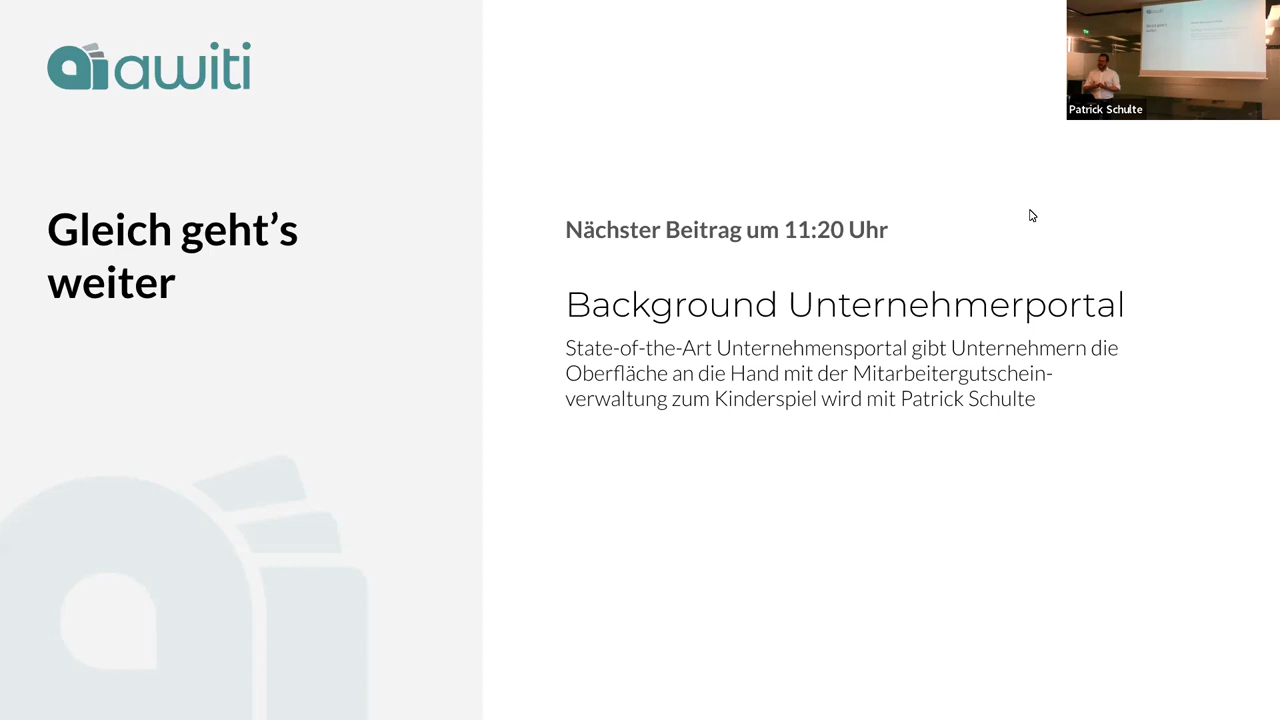 awiti
Patrick Schulte
Gleich geht’s
weiter
Nächster Beitrag um 11:20 Uhr
Background Unternehmerportal
State-of-the-Art Unternehmensportal gibt Unternehmern die
Oberfläche an die Hand mit der Mitarbeitergutschein-
verwaltung zum Kinderspiel wird mit Patrick Schulte